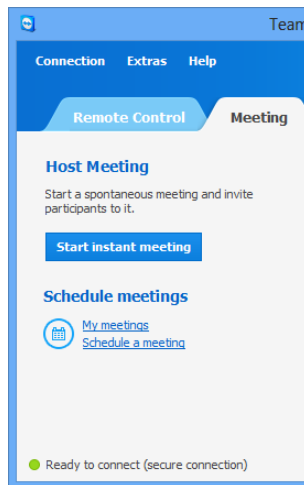 Team
Connection Extras Help
Remote Control Meeting
Host Meeting
Start a spontaneous meeting and invite
participants to it.
Start instant meeting
Schedule meetings
My meetings
Schedule a meeting
Ready to connect (secure connection)